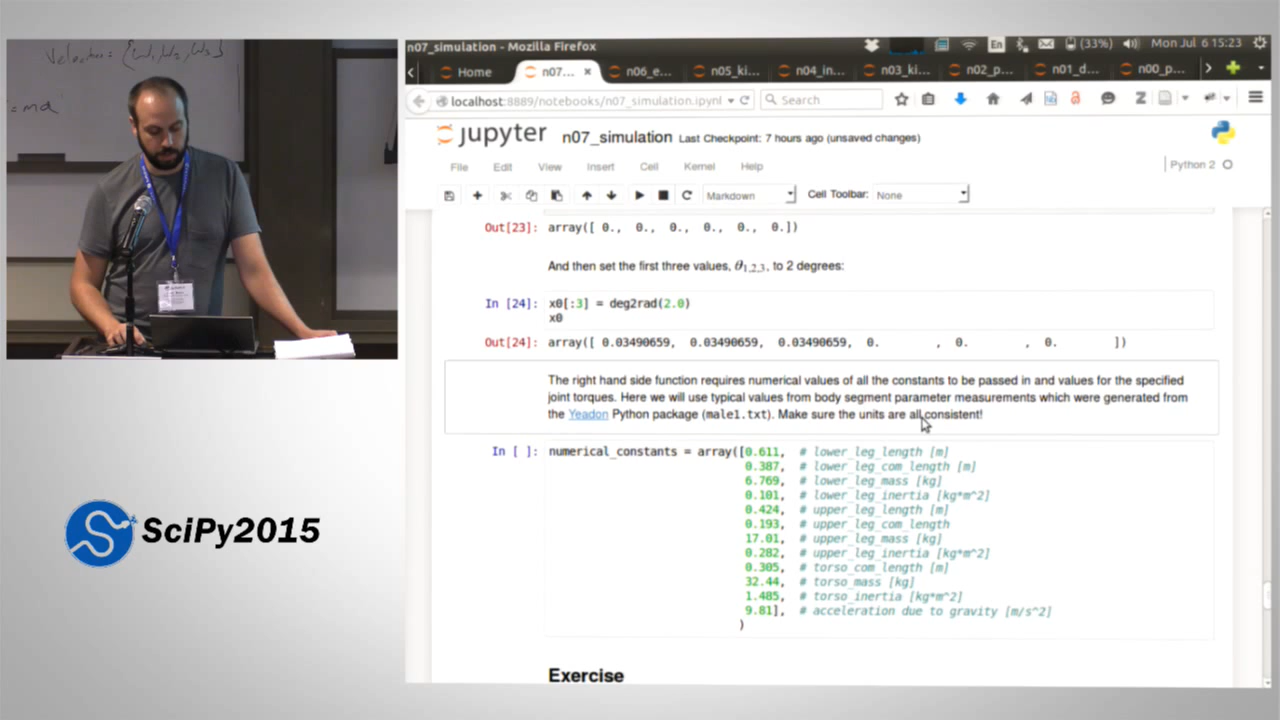 Velocities = {W1, W2, W3}
= ma
n07_simulation - Mozilla Firefox
En
(33%)
Mon Jul 6 15:23
Home
n07...
n06_e...
n05_ki...
n04_in...
n03_ki...
n02_p...
n01_d...
n00_p...
localhost:8889/notebooks/n07_simulation.ipynl
Search
jupyter n07_simulation Last Checkpoint: 7 hours ago (unsaved changes)
File Edit View Insert Cell Kernel Help
Python 2
Markdown
Cell Toolbar: None
Out[23]: array([ 0., 0., 0., 0., 0., 0.])
And then set the first three values, θ1,2,3, to 2 degrees:
In [24]: x0[:3] = deg2rad(2.0)
x0
Out[24]: array([ 0.03490659, 0.03490659, 0.03490659, 0. , 0. , 0. ])
The right hand side function requires numerical values of all the constants to be passed in and values for the specified
joint torques. Here we will use typical values from body segment parameter measurements which were generated from
the Yeadon Python package (male1.txt). Make sure the units are all consistent!
In [ ]: numerical_constants = array([0.611, # lower_leg_length [m]
0.387, # lower_leg_com_length [m]
6.769, # lower_leg_mass [kg]
0.101, # lower_leg_inertia [kg*m^2]
0.424, # upper_leg_length [m]
0.193, # upper_leg_com_length
17.01, # upper_leg_mass [kg]
0.282, # upper_leg_inertia [kg*m^2]
0.305, # torso_com_length [m]
32.44, # torso_mass [kg]
1.485, # torso_inertia [kg*m^2]
9.81], # acceleration due to gravity [m/s^2]
)
Exercise
SciPy2015